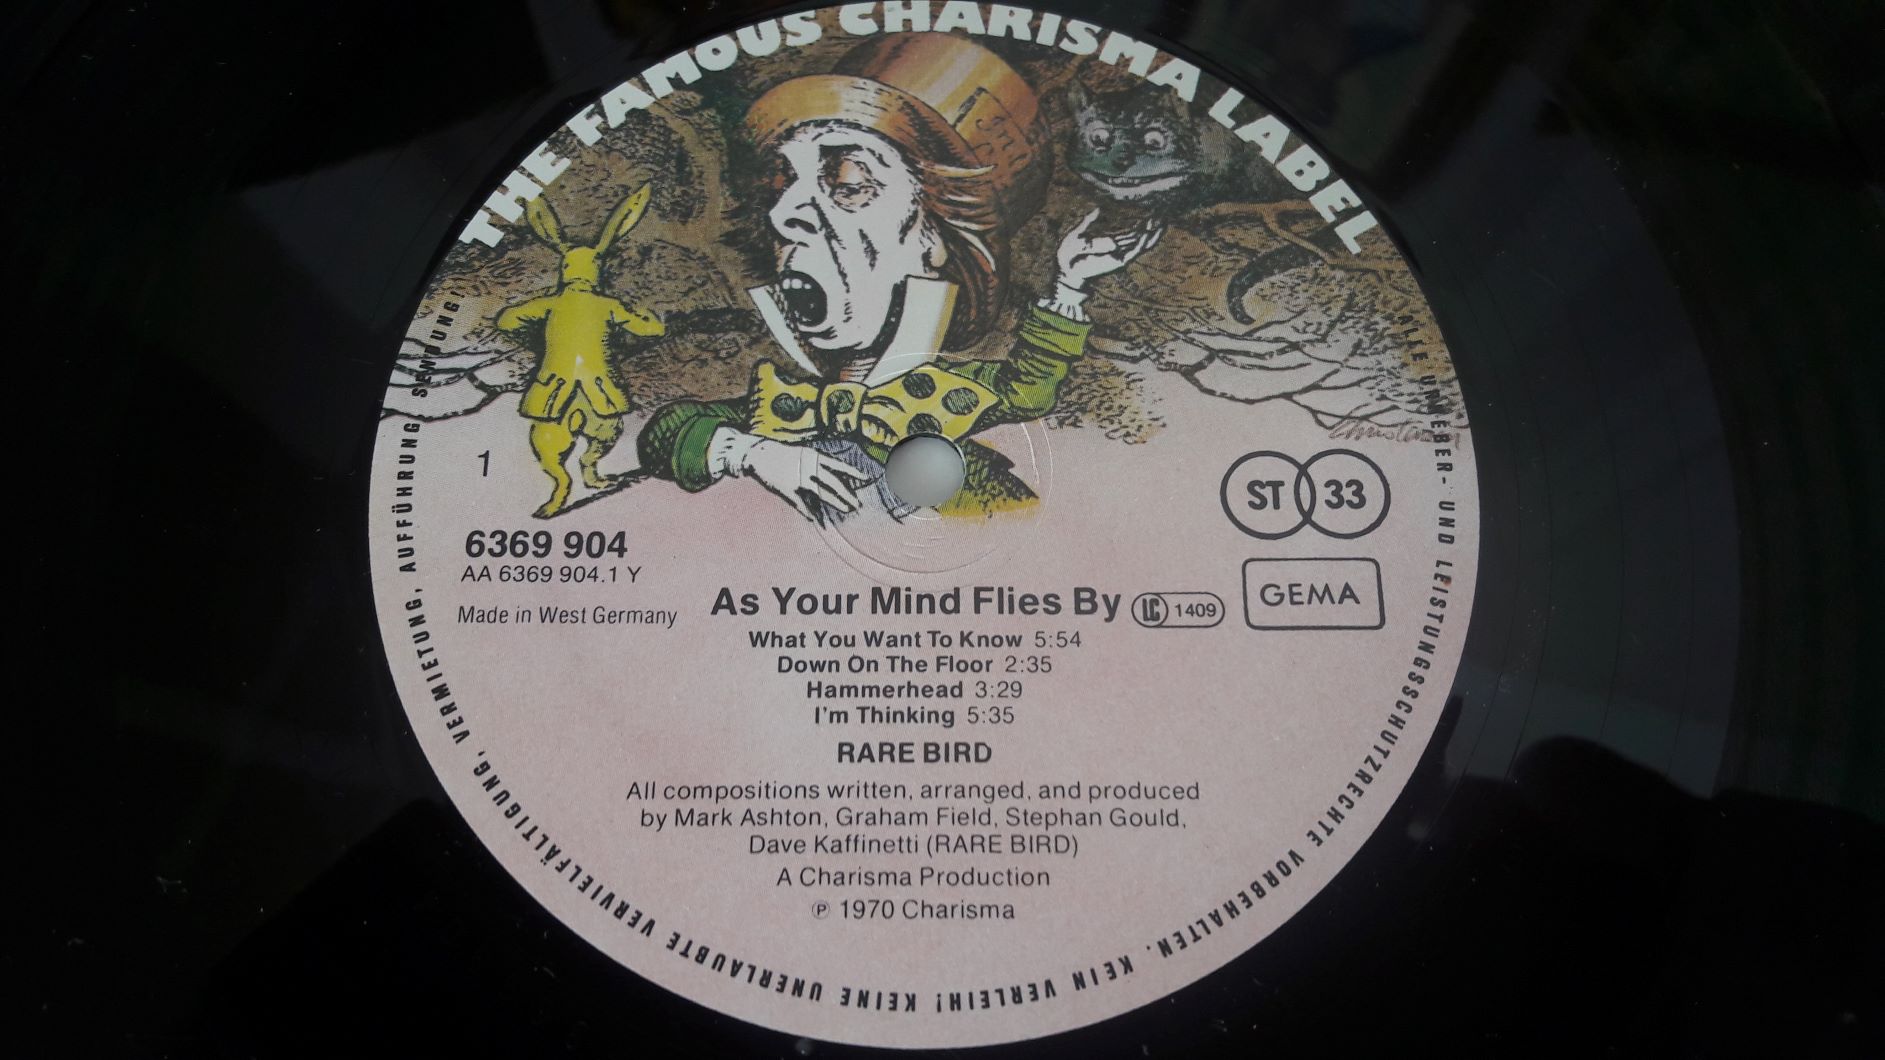 THE FAMOUS CHARISMA LABEL
1
6369 904
AA 6369 904.1 Y
Made in West Germany
ST 33
GEMA
As Your Mind Flies By LC 1409
What You Want To Know 5:54
Down On The Floor 2:35
Hammerhead 3:29
I'm Thinking 5:35
RARE BIRD
All compositions written, arranged, and produced
by Mark Ashton, Graham Field, Stephan Gould,
Dave Kaffinetti (RARE BIRD)
A Charisma Production
℗ 1970 Charisma
ALLE URHEBER- UND LEISTUNGSSCHUTZRECHTE VORBEHALTEN. KEIN VERLEIH! KEINE UNERLAUBTE VERVIELFÄLTIGUNG, VERMIETUNG, AUFFÜHRUNG, SENDUNG!